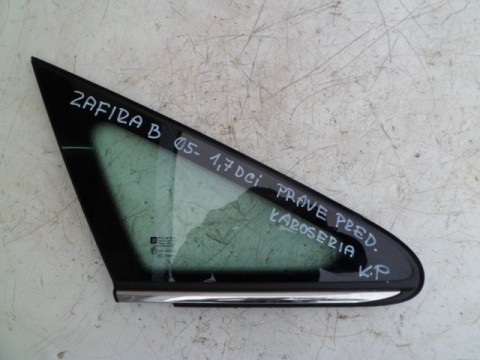 ZAFIRA B 05- 1,7 DCi PRAVE PRED.
KAROSERIA
K.P